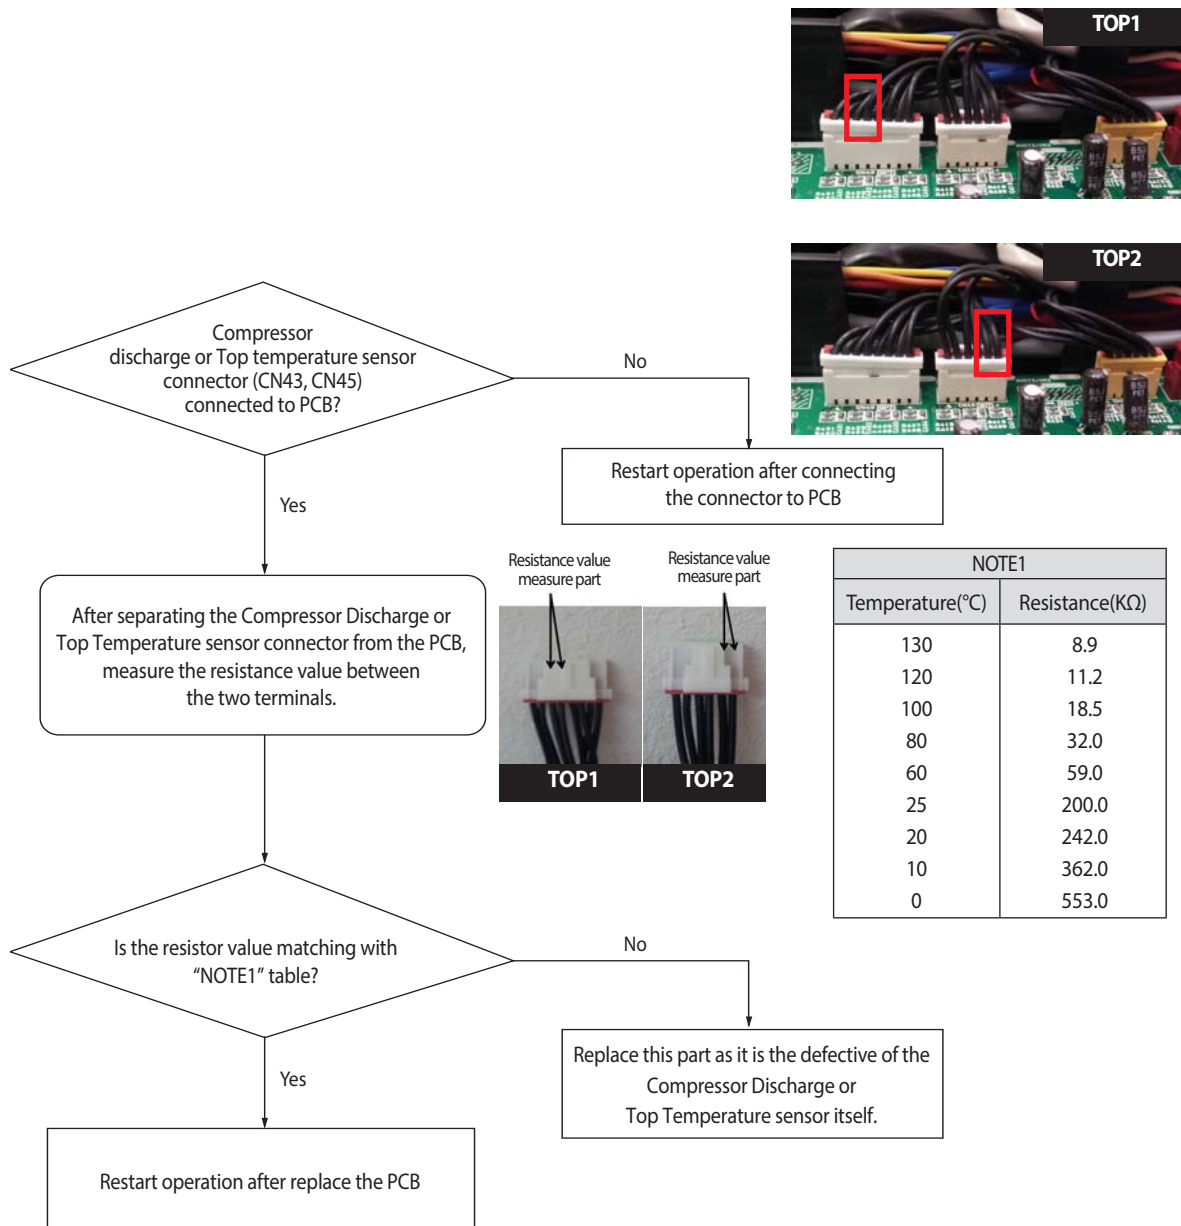 TOP1
TOP2
Compressor
discharge or Top temperature sensor
connector (CN43, CN45)
connected to PCB?
No
Restart operation after connecting
the connector to PCB
Yes
Resistance value
measure part
Resistance value
measure part
After separating the Compressor Discharge or
Top Temperature sensor connector from the PCB,
measure the resistance value between
the two terminals.
TOP1
TOP2
NOTE1
Temperature(°C) Resistance(KΩ)
130 8.9
120 11.2
100 18.5
80 32.0
60 59.0
25 200.0
20 242.0
10 362.0
0 553.0
Is the resistor value matching with
“NOTE1” table?
No
Replace this part as it is the defective of the
Compressor Discharge or
Top Temperature sensor itself.
Yes
Restart operation after replace the PCB